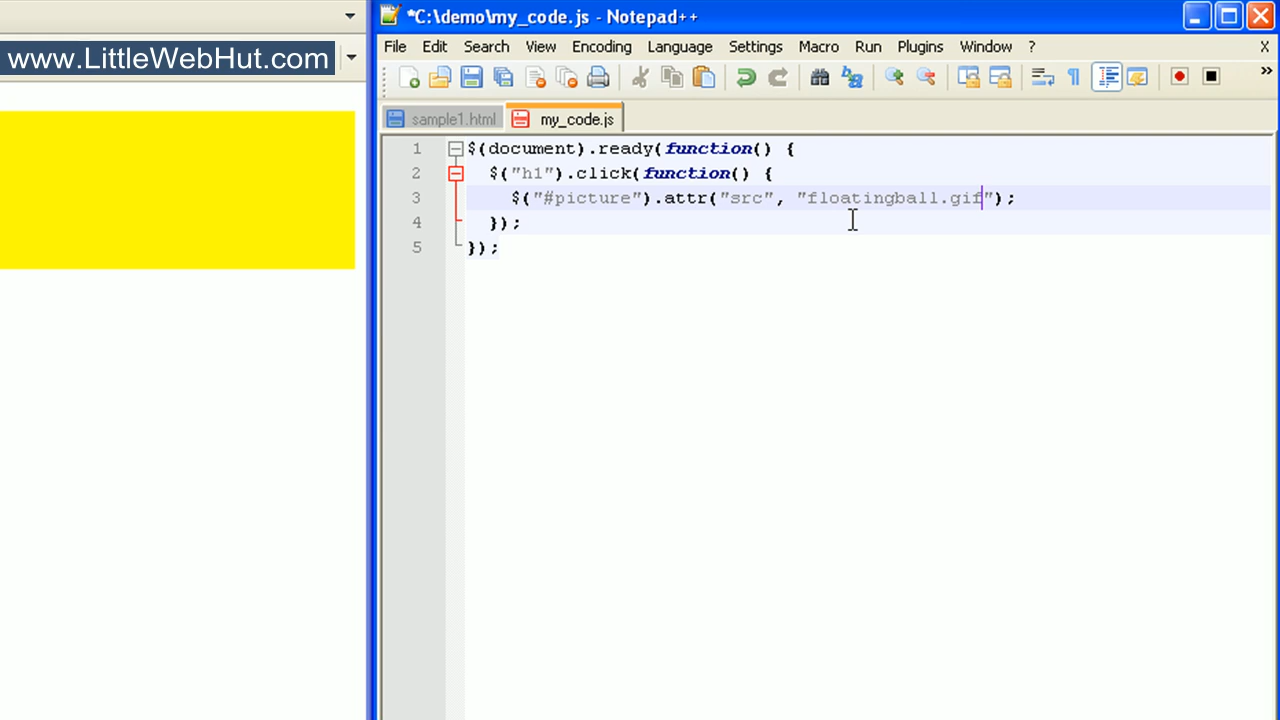 *C:\demo\my_code.js - Notepad++
www.LittleWebHut.com
File Edit Search View Encoding Language Settings Macro Run Plugins Window ? X
sample1.html my_code.js
1 $(document).ready(function() {
2 $("h1").click(function() {
3 $("#picture").attr("src", "floatingball.gif");
4 });
5 });